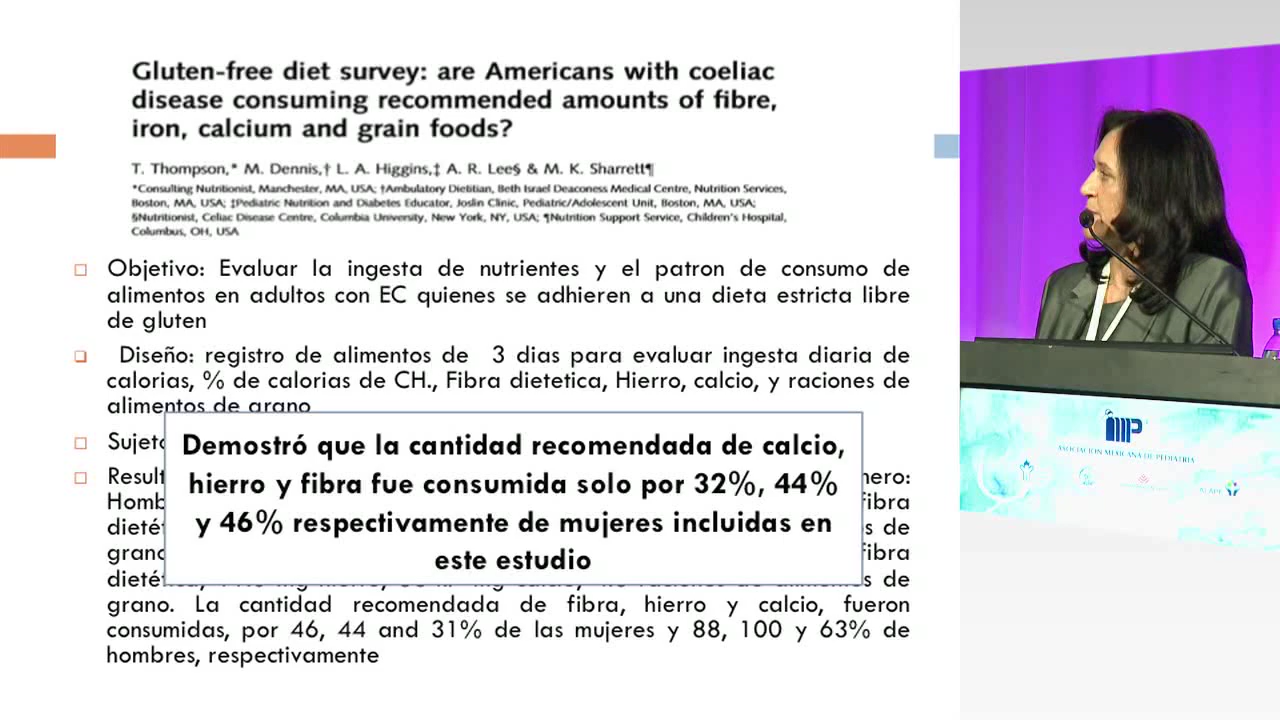 Gluten-free diet survey: are Americans with coeliac
disease consuming recommended amounts of fibre,
iron, calcium and grain foods?
T. Thompson,* M. Dennis,† L. A. Higgins,‡ A. R. Lee§ & M. K. Sharrett¶
*Consulting Nutritionist, Manchester, MA, USA; †Ambulatory Dietitian, Beth Israel Deaconess Medical Centre, Nutrition Services,
Boston, MA, USA; ‡Pediatric Nutrition and Diabetes Educator, Joslin Clinic, Pediatric/Adolescent Unit, Boston, MA, USA;
§Nutritionist, Celiac Disease Centre, Columbia University, New York, NY, USA; ¶Nutrition Support Service, Children's Hospital,
Columbus, OH, USA
Objetivo: Evaluar la ingesta de nutrientes y el patron de consumo de
alimentos en adultos con EC quienes se adhieren a una dieta estricta libre
de gluten
Diseño: registro de alimentos de 3 dias para evaluar ingesta diaria de
calorias, % de calorias de CH., Fibra dietetica, Hierro, calcio, y raciones de
alimentos de grano
Demostró que la cantidad recomendada de calcio,
hierro y fibra fue consumida solo por 32%, 44%
y 46% respectivamente de mujeres incluidas en
este estudio
grano. La cantidad recomendada de fibra, hierro y calcio, fueron
consumidas, por 46, 44 and 31% de las mujeres y 88, 100 y 63% de
hombres, respectivamente
ASOCIACION MEXICANA DE PEDIATRIA